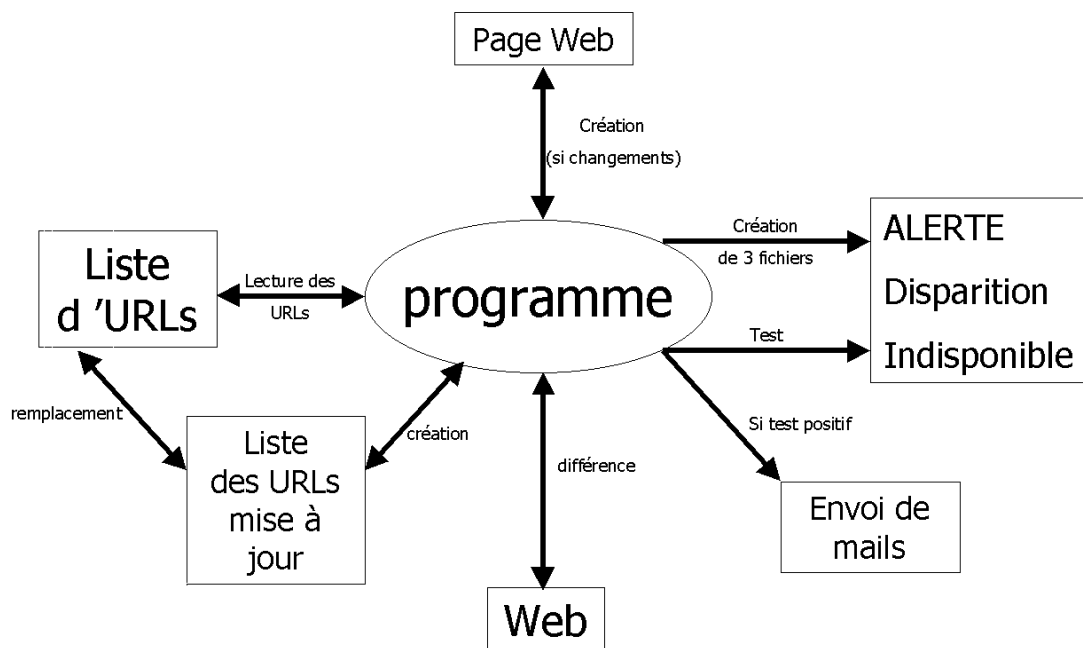 Page Web
Création
(si changements)
Création
de 3 fichiers
ALERTE
Disparition
Indisponible
Liste
d ’URLs
Lecture des
URLs
programme
Test
remplacement
création
Si test positif
Liste
des URLs
mise à
jour
différence
Envoi de
mails
Web